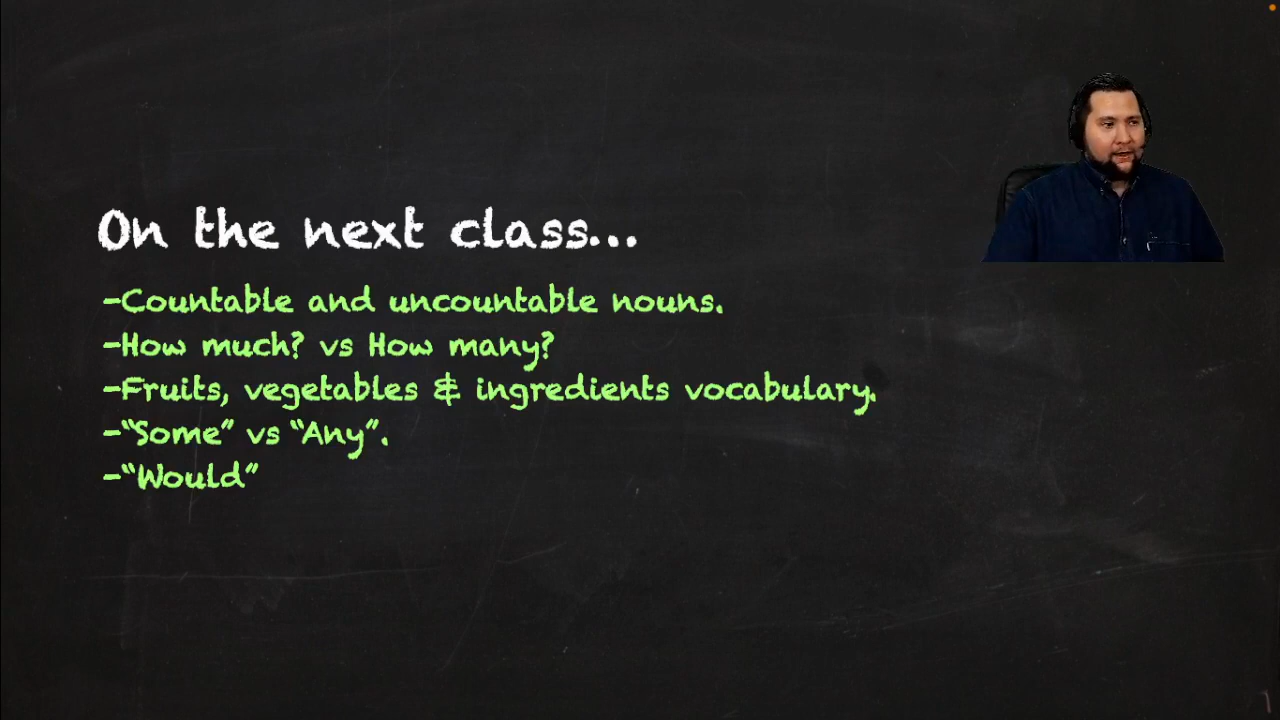 On the next class...
-Countable and uncountable nouns.
-How much? vs How many?
-Fruits, vegetables & ingredients vocabulary.
-“Some” vs “Any”.
-“Would”